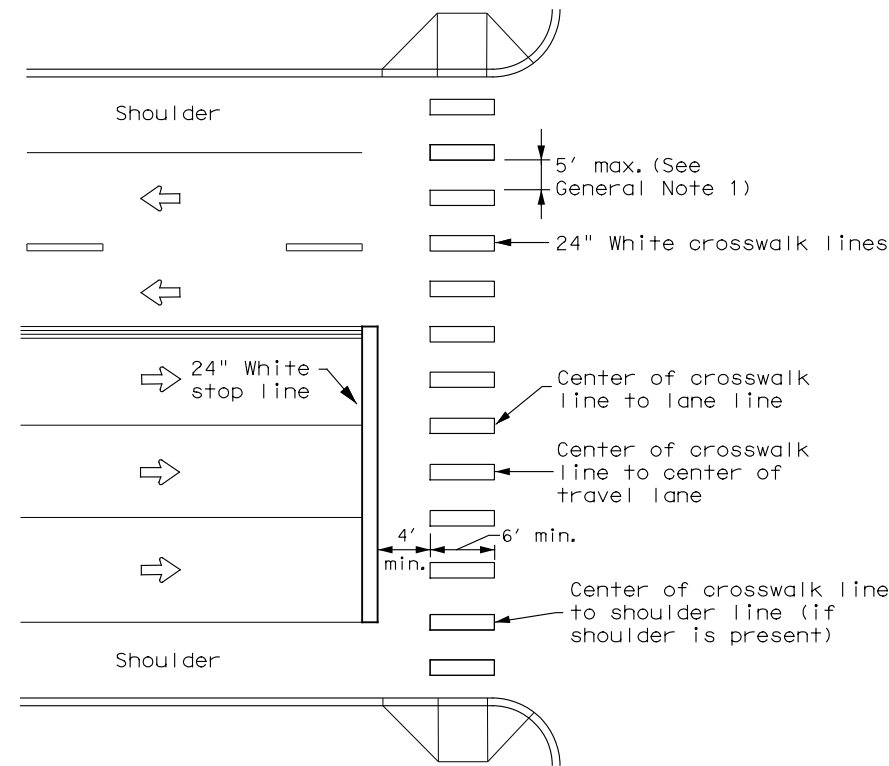 Shoulder
5' max. (See
General Note 1)
24" White crosswalk lines
24" White
stop line
Center of crosswalk
line to lane line
Center of crosswalk
line to center of
travel lane
4'
min.
6' min.
Center of crosswalk line
to shoulder line (if
shoulder is present)
Shoulder